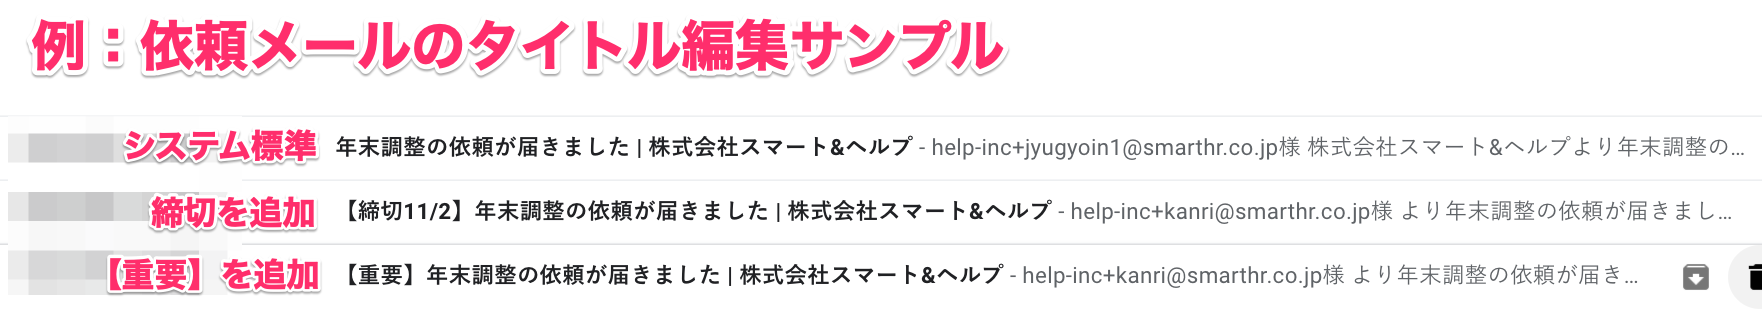 例：依頼メールのタイトル編集サンプル
システム標準 年末調整の依頼が届きました | 株式会社スマート&ヘルプ - help-inc+jyugyoin1@smarthr.co.jp様 株式会社スマート&ヘルプより年末調整の...
締切を追加 【締切11/2】年末調整の依頼が届きました | 株式会社スマート&ヘルプ - help-inc+kanri@smarthr.co.jp様 より年末調整の依頼が届きまし...
【重要】を追加 【重要】年末調整の依頼が届きました | 株式会社スマート&ヘルプ - help-inc+kanri@smarthr.co.jp様 より年末調整の依頼が届き...